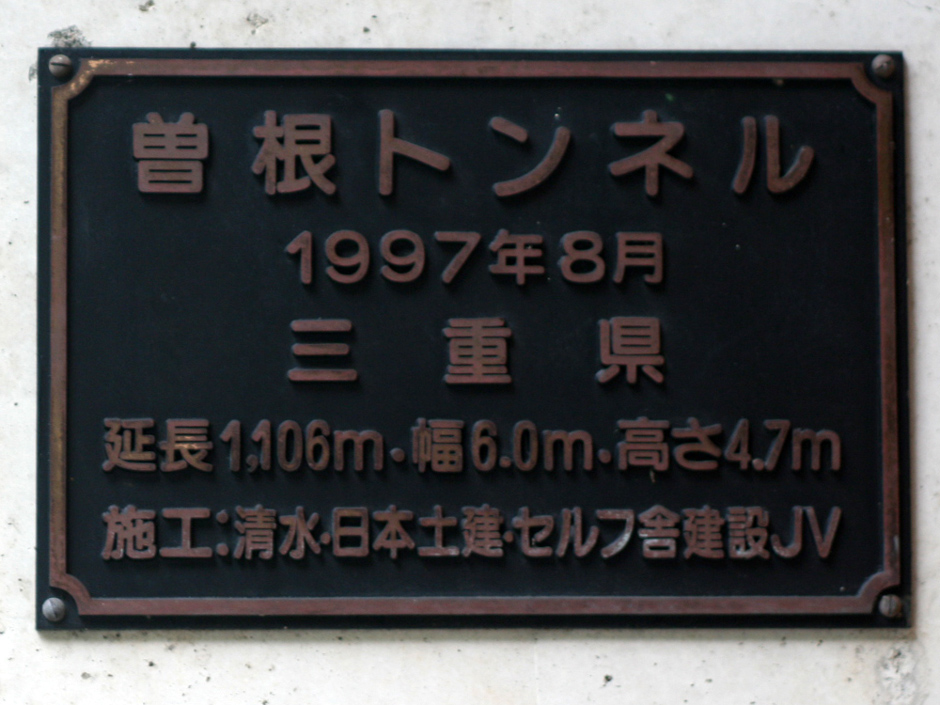 曽根トンネル
1997年8月
三重県
延長1,106m・幅6.0m・高さ4.7m
施工:清水・日本土建・セルフ舎建設JV